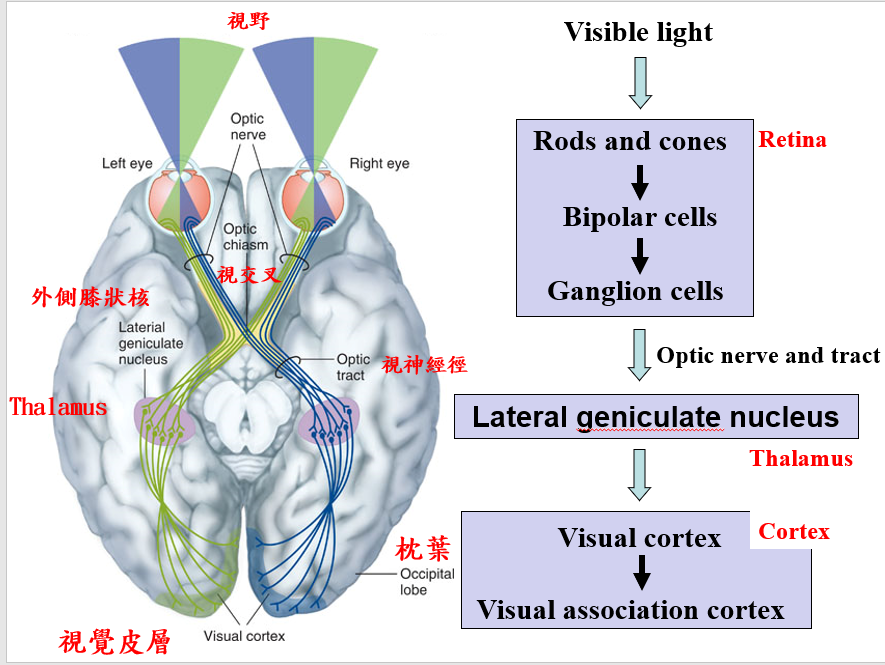 視野
Optic
nerve
Left eye
Right eye
Optic
chiasm
視交叉
外側膝狀核
Laterial
geniculate
nucleus
Optic
tract
視神經徑
Thalamus
枕葉
Occipital
lobe
Visual cortex
視覺皮層
Visible light
Rods and cones
Retina
Bipolar cells
Ganglion cells
Optic nerve and tract
Lateral geniculate nucleus
Thalamus
Visual cortex
Cortex
Visual association cortex